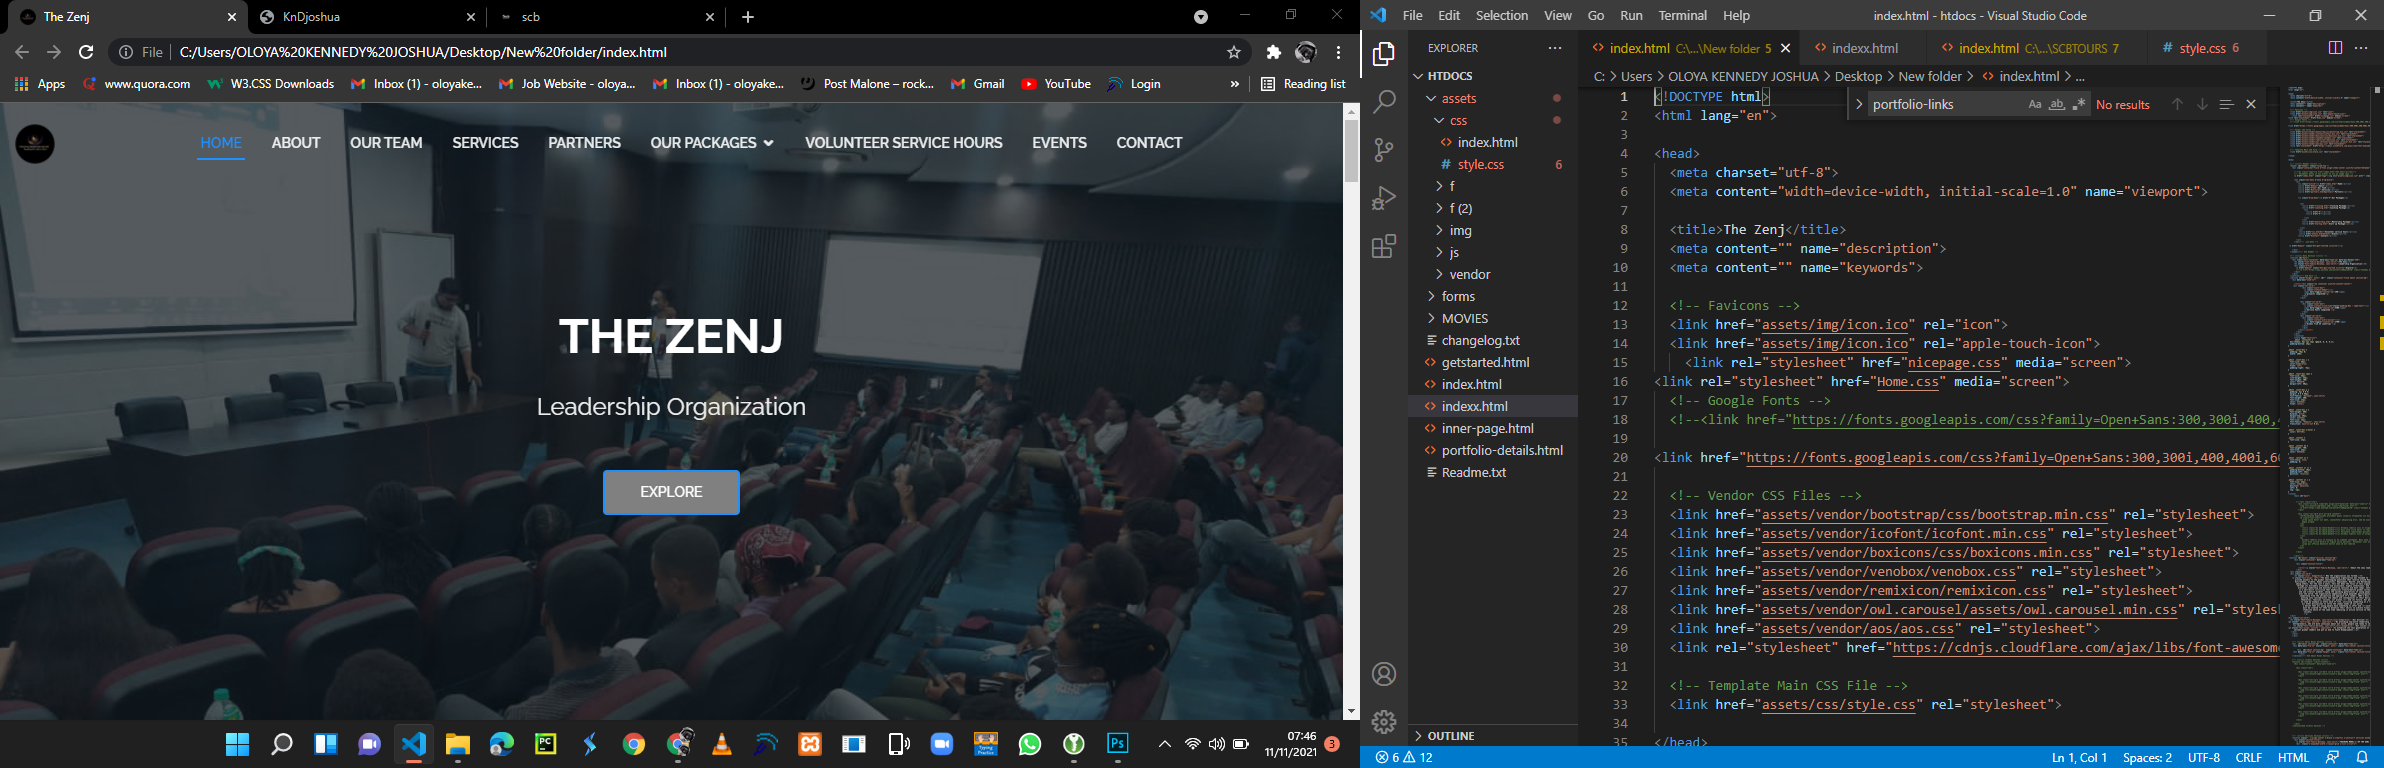 The Zenj
KnDjoshua
scb
File
C:/Users/OLOYA%20KENNEDY%20JOSHUA/Desktop/New%20folder/index.html
Apps
www.quora.com
W3.CSS Downloads
Inbox (1) - oloyake...
Job Website - oloya...
Inbox (1) - oloyake...
Post Malone – rock...
Gmail
YouTube
Login
»
Reading list
HOME
ABOUT
OUR TEAM
SERVICES
PARTNERS
OUR PACKAGES
VOLUNTEER SERVICE HOURS
EVENTS
CONTACT
THE ZENJ
Leadership Organization
EXPLORE
07:46
11/11/2021
3
File Edit Selection View Go Run Terminal Help
index.html - htdocs - Visual Studio Code
EXPLORER
HTDOCS
assets
css
index.html
style.css 6
f
f (2)
img
js
vendor
forms
MOVIES
changelog.txt
getstarted.html
index.html
indexx.html
inner-page.html
portfolio-details.html
Readme.txt
OUTLINE
index.html C:\...\New folder 5
indexx.html
index.html C:\...\SCBTOURS 7
style.css 6
C: > Users > OLOYA KENNEDY JOSHUA > Desktop > New folder > index.html > ...
portfolio-links
Aa
ab
No results
1 <!DOCTYPE html>
2 <html lang="en">
3
4 <head>
5 <meta charset="utf-8">
6 <meta content="width=device-width, initial-scale=1.0" name="viewport">
7
8 <title>The Zenj</title>
9 <meta content="" name="description">
10 <meta content="" name="keywords">
11
12 <!-- Favicons -->
13 <link href="assets/img/icon.ico" rel="icon">
14 <link href="assets/img/icon.ico" rel="apple-touch-icon">
15 <link rel="stylesheet" href="nicepage.css" media="screen">
16 <link rel="stylesheet" href="Home.css" media="screen">
17 <!-- Google Fonts -->
18 <!--<link href="https://fonts.googleapis.com/css?family=Open+Sans:300,300i,400,
19
20 <link href="https://fonts.googleapis.com/css?family=Open+Sans:300,300i,400,400i,60
21
22 <!-- Vendor CSS Files -->
23 <link href="assets/vendor/bootstrap/css/bootstrap.min.css" rel="stylesheet">
24 <link href="assets/vendor/icofont/icofont.min.css" rel="stylesheet">
25 <link href="assets/vendor/boxicons/css/boxicons.min.css" rel="stylesheet">
26 <link href="assets/vendor/venobox/venobox.css" rel="stylesheet">
27 <link href="assets/vendor/remixicon/remixicon.css" rel="stylesheet">
28 <link href="assets/vendor/owl.carousel/assets/owl.carousel.min.css" rel="stylesh
29 <link href="assets/vendor/aos/aos.css" rel="stylesheet">
30 <link rel="stylesheet" href="https://cdnjs.cloudflare.com/ajax/libs/font-awesom
31
32 <!-- Template Main CSS File -->
33 <link href="assets/css/style.css" rel="stylesheet">
34
35 </head>
6 12
Ln 1, Col 1
Spaces: 2
UTF-8
CRLF
HTML